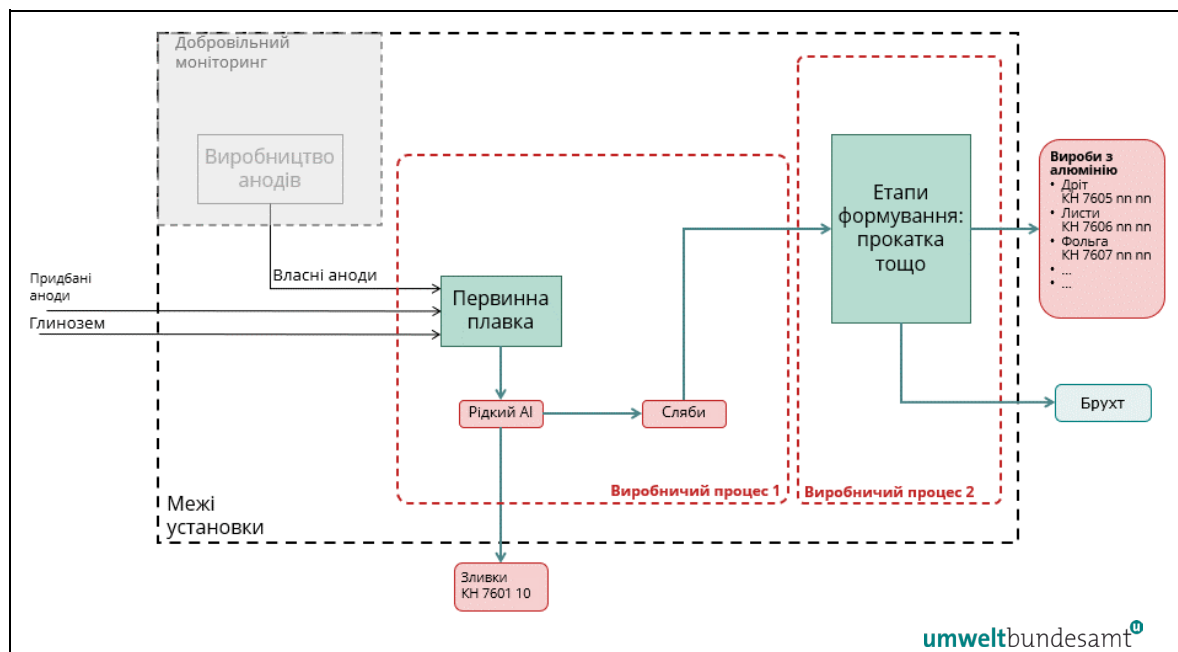 Добровільний
моніторинг
Виробництво
анодів
Власні аноди
Придбані
аноди
Глинозем
Первинна
плавка
Рідкий Al
Сляби
Етапи
формування:
прокатка
тощо
Вироби з
алюмінію
• Дріт
КН 7605 nn nn
• Листи
КН 7606 nn nn
• Фольга
КН 7607 nn nn
• ...
• ...
Брухт
Виробничий процес 1
Виробничий процес 2
Межі
установки
Зливки
КН 7601 10
umweltbundesamt u